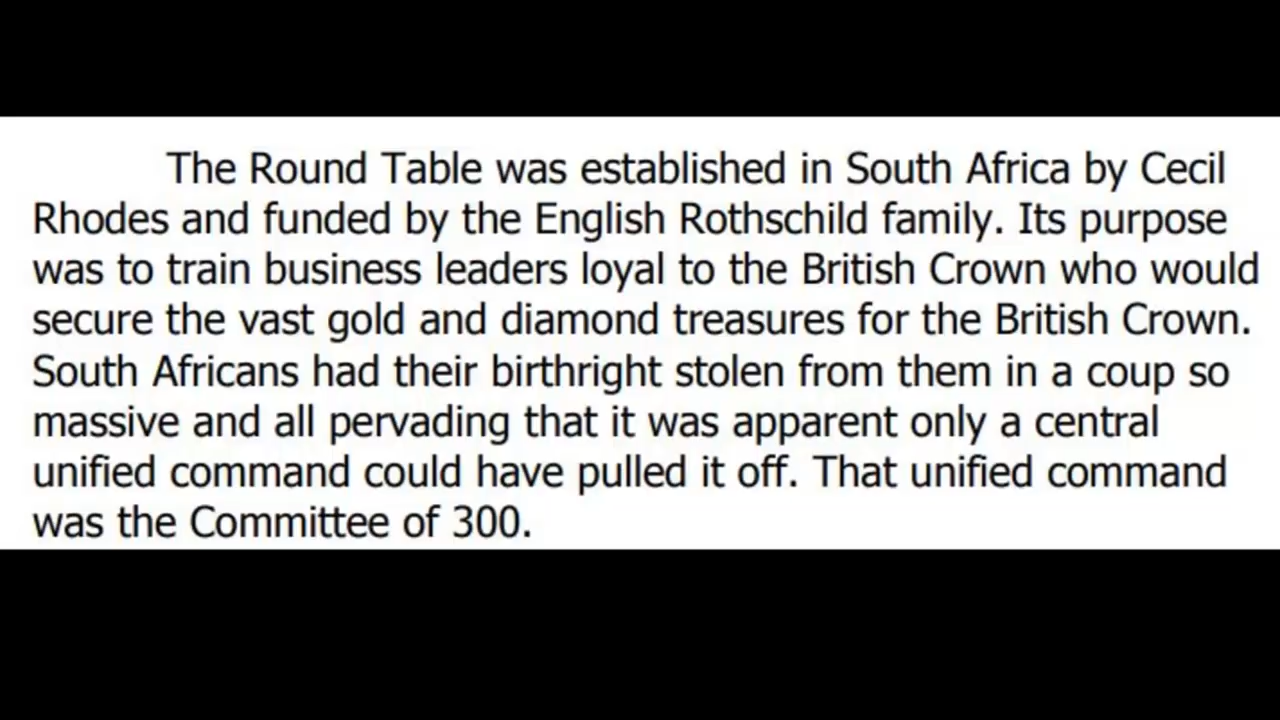 The Round Table was established in South Africa by Cecil
Rhodes and funded by the English Rothschild family. Its purpose
was to train business leaders loyal to the British Crown who would
secure the vast gold and diamond treasures for the British Crown.
South Africans had their birthright stolen from them in a coup so
massive and all pervading that it was apparent only a central
unified command could have pulled it off. That unified command
was the Committee of 300.